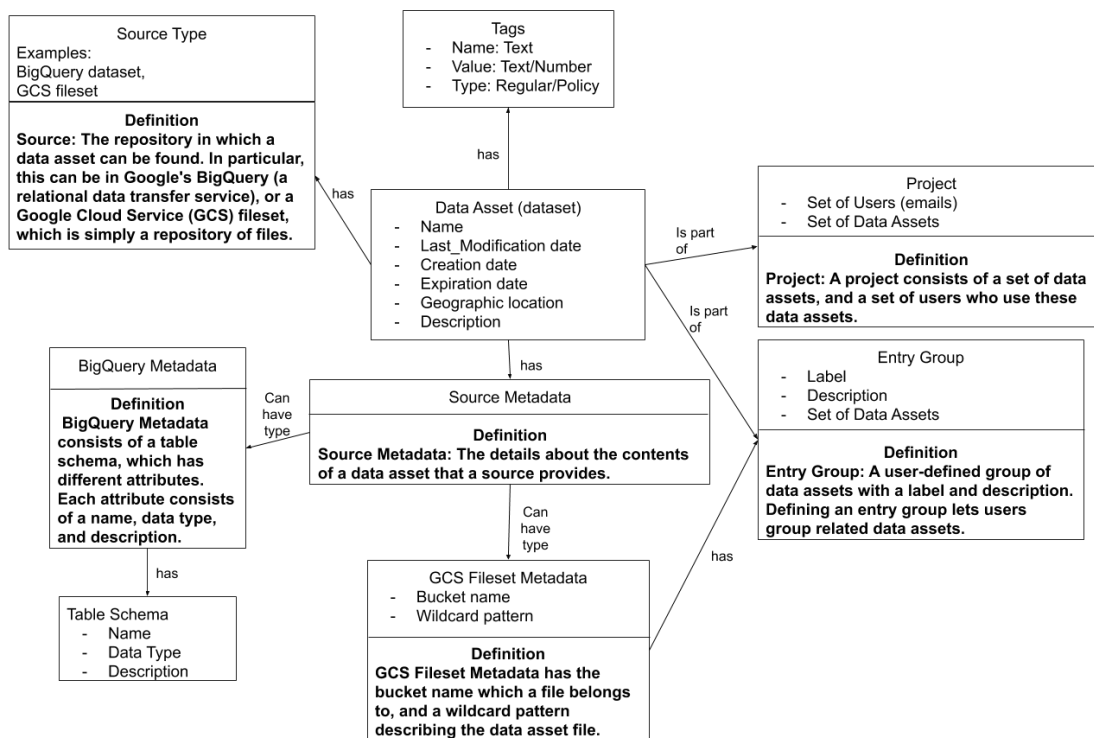 Source Type
Examples:
BigQuery dataset,
GCS fileset
Definition
Source: The repository in which a
data asset can be found. In particular,
this can be in Google's BigQuery (a
relational data transfer service), or a
Google Cloud Service (GCS) fileset,
which is simply a repository of files.
Tags
- Name: Text
- Value: Text/Number
- Type: Regular/Policy
has
has
Data Asset (dataset)
- Name
- Last_Modification date
- Creation date
- Expiration date
- Geographic location
- Description
Is part
of
Project
- Set of Users (emails)
- Set of Data Assets
Definition
Project: A project consists of a set of data
assets, and a set of users who use these
data assets.
Is part
of
has
BigQuery Metadata
Definition
BigQuery Metadata
consists of a table
schema, which has
different attributes.
Each attribute consists
of a name, data type,
and description.
Can
have
type
Source Metadata
Definition
Source Metadata: The details about the contents
of a data asset that a source provides.
Entry Group
- Label
- Description
- Set of Data Assets
Definition
Entry Group: A user-defined group of
data assets with a label and description.
Defining an entry group lets users
group related data assets.
has
Can
have
type
has
Table Schema
- Name
- Data Type
- Description
GCS Fileset Metadata
- Bucket name
- Wildcard pattern
Definition
GCS Fileset Metadata has the
bucket name which a file belongs
to, and a wildcard pattern
describing the data asset file.